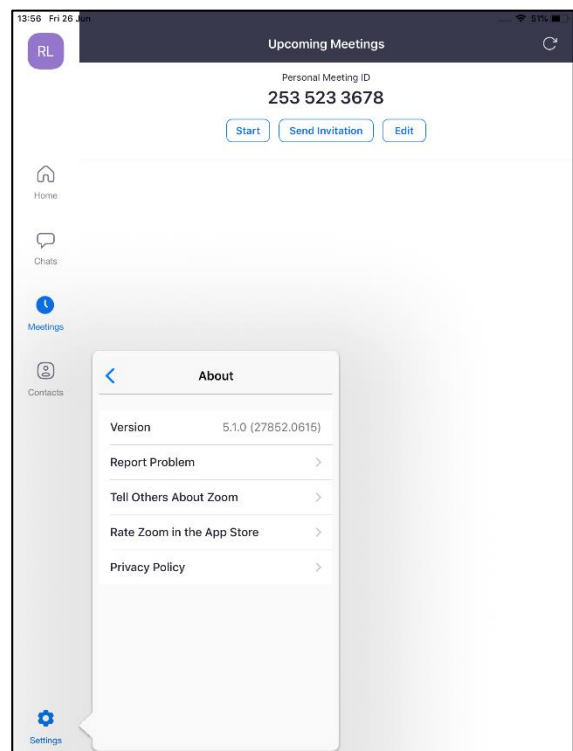 13:56 Fri 26 Jun
51%
RL
Upcoming Meetings
Personal Meeting ID
253 523 3678
Start Send Invitation Edit
Home
Chats
Meetings
Contacts
About
Version 5.1.0 (27852.0615)
Report Problem
Tell Others About Zoom
Rate Zoom in the App Store
Privacy Policy
Settings